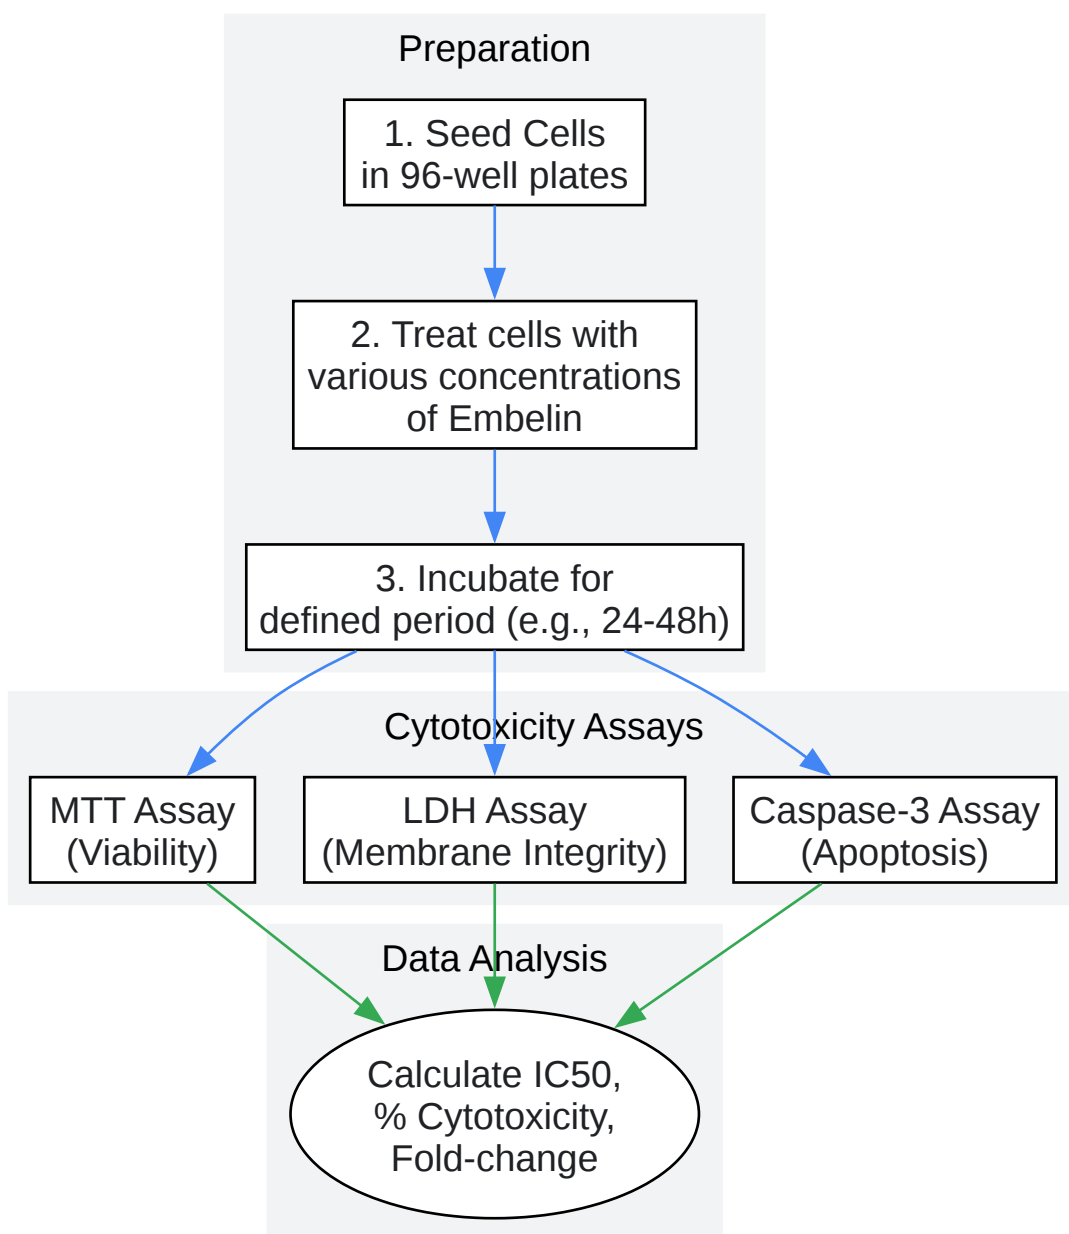 Preparation
1. Seed Cells
in 96-well plates
2. Treat cells with
various concentrations
of Embelin
3. Incubate for
defined period (e.g., 24-48h)
Cytotoxicity Assays
MTT Assay
(Viability)
LDH Assay
(Membrane Integrity)
Caspase-3 Assay
(Apoptosis)
Data Analysis
Calculate IC50,
% Cytotoxicity,
Fold-change